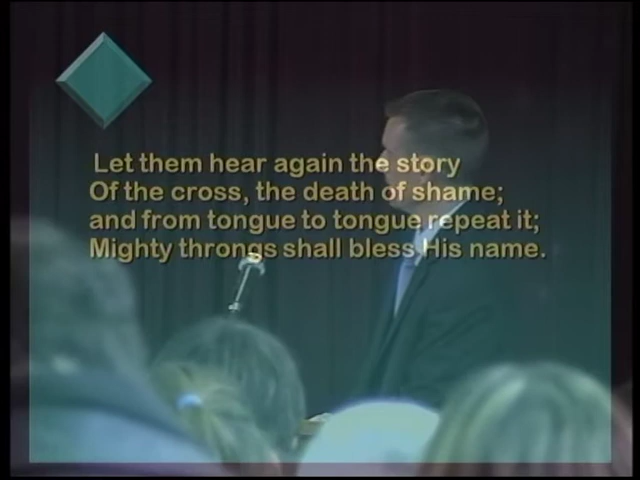 Let them hear again the story
Of the cross, the death of shame;
and from tongue to tongue repeat it;
Mighty throngs shall bless His name.